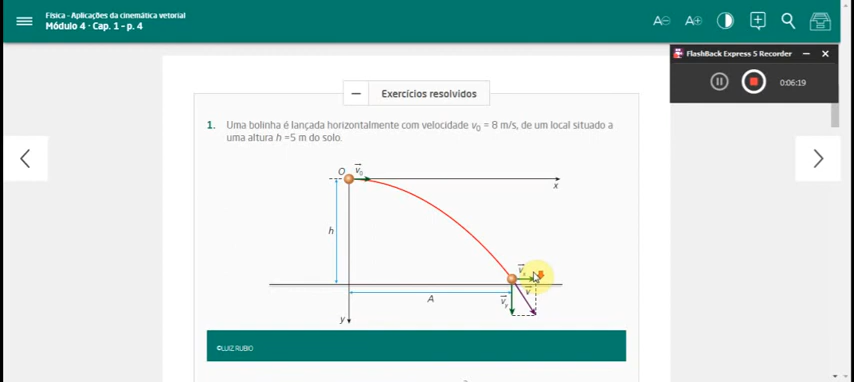 Física - Aplicações da cinemática vetorial
Módulo 4 - Cap. 1 - p. 4
A⊖ A⊕
FlashBack Express 5 Recorder
0:06:19
Exercícios resolvidos
1. Uma bolinha é lançada horizontalmente com velocidade v₀ = 8 m/s, de um local situado a
uma altura h =5 m do solo.
O v₀
x
h
vₓ
v
A
vᵧ
y
©LUIZ RUBIO